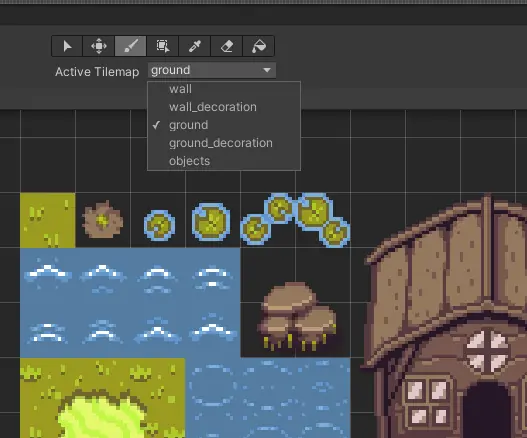 Active Tilemap ground
wall
wall_decoration
ground
ground_decoration
objects